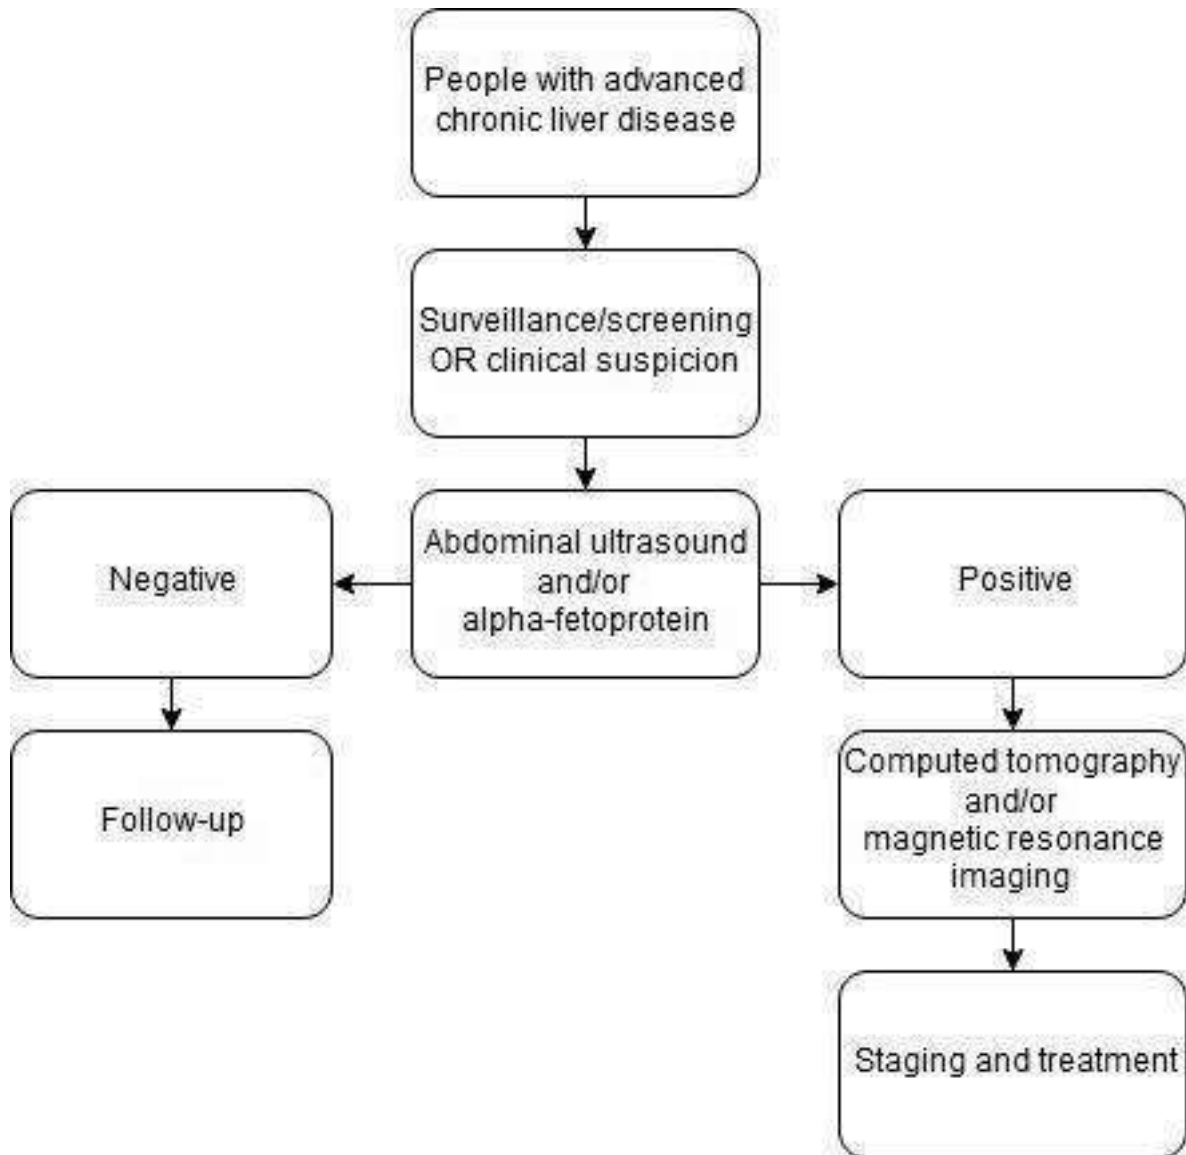 People with advanced
chronic liver disease
Surveillance/screening
OR clinical suspicion
Abdominal ultrasound
and/or
alpha-fetoprotein
Negative
Positive
Follow-up
Computed tomography
and/or
magnetic resonance
imaging
Staging and treatment